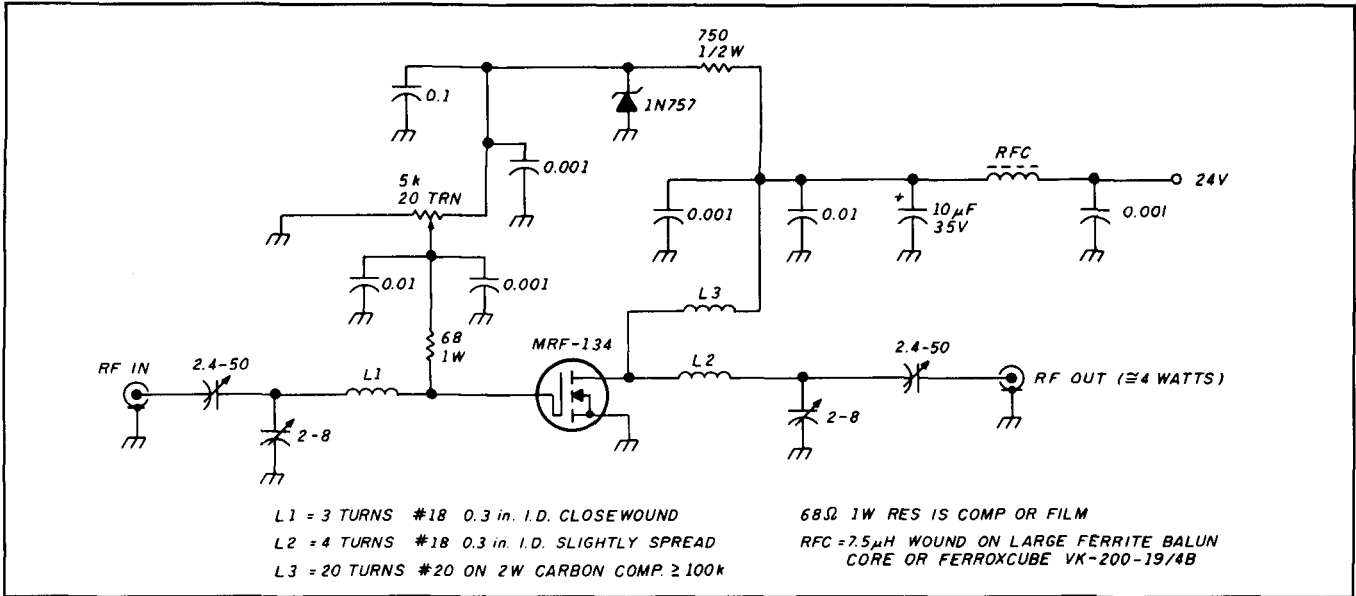 750
1/2W
0.1
1N757
0.001
RFC
5k
20 TRN
24V
0.001
0.01
+
10μF
35V
0.001
0.01
0.001
L3
68
1W
MRF-134
RF IN
2.4-50
L1
L2
2.4-50
RF OUT (≅4 WATTS)
2-8
2-8
L1 = 3 TURNS #18 0.3 in. I.D. CLOSEWOUND
L2 = 4 TURNS #18 0.3 in. I.D. SLIGHTLY SPREAD
L3 = 20 TURNS #20 ON 2W CARBON COMP. ≥ 100k
68Ω 1W RES IS COMP OR FILM
RFC = 7.5μH WOUND ON LARGE FERRITE BALUN
CORE OR FERROXCUBE VK-200-19/4B